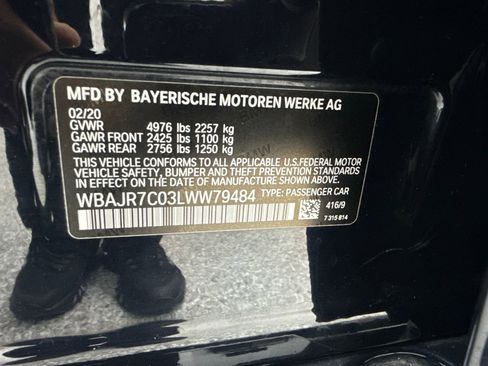 MFD BY BAYERISCHE MOTOREN WERKE AG
02/20
GVWR 4976 lbs 2257 kg
GAWR FRONT 2425 lbs 1100 kg
GAWR REAR 2756 lbs 1250 kg
THIS VEHICLE CONFORMS TO ALL APPLICABLE U.S.FEDERAL MOTOR
VEHICLE SAFETY, BUMPER, AND THEFT PREVENTION STANDARDS IN
EFFECT ON THE DATE OF MANUFACTURE SHOWN ABOVE.
WBAJR7C03LWW79484 TYPE: PASSENGER CAR
416/9
7 315 814